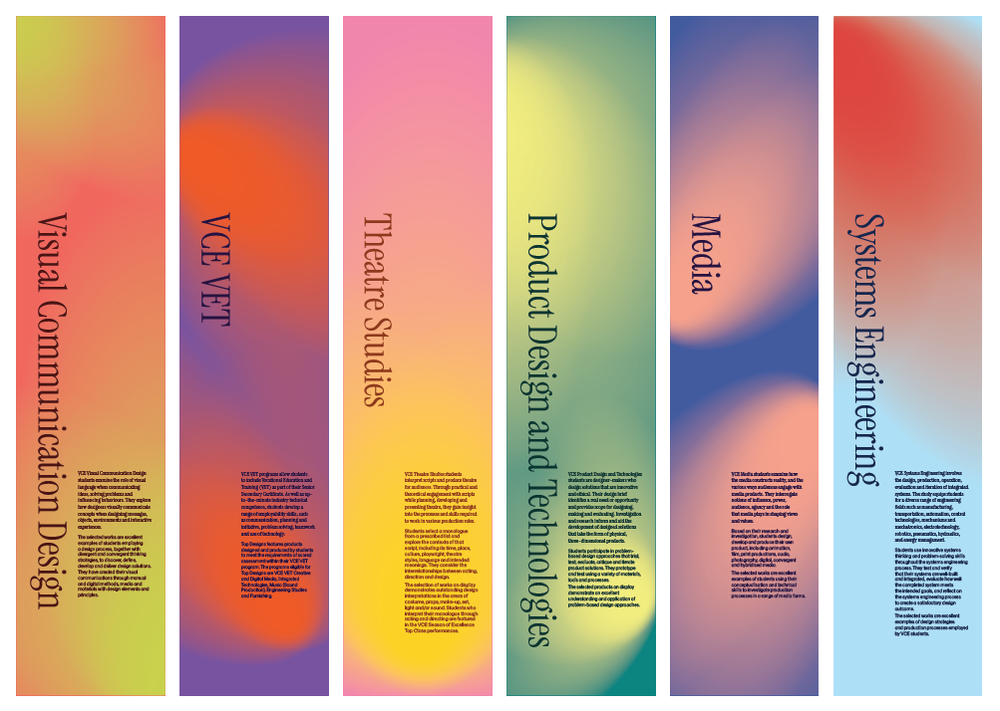 Visual Communication Design
VCE Visual Communication Design
students examine the role of visual
language when communicating
ideas, solving problems and
influencing behaviours. They explore
how designers visually communicate
concepts when designing messages,
objects, environments and interactive
experiences.
The selected works are excellent
examples of students employing
a design process, together with
divergent and convergent thinking
strategies, to discover, define,
develop and deliver design solutions.
They have created their visual
communications through manual
and digital methods, media and
materials with design elements and
principles.
VCE VET
VCE VET programs allow students
to include Vocational Education and
Training (VET) as part of their Senior
Secondary Certificate. As well as up-
to-the-minute industry technical
competence, students develop a
range of employability skills, such
as communication, planning and
initiative, problem solving, teamwork
and use of technology.
Top Designs features products
designed and produced by students
to meet the requirements of scored
assessment within their VCE VET
program. The programs eligible for
Top Designs are VCE VET Creative
and Digital Media, Integrated
Technologies, Music (Sound
Production), Engineering Studies
and Furnishing.
Theatre Studies
VCE Theatre Studies students
interpret scripts and produce theatre
for audiences. Through practical and
theoretical engagement with scripts
while planning, developing and
presenting theatre, they gain insight
into the processes and skills required
to work in various production roles.
Students select a monologue
from a prescribed list and
explore the contexts of that
script, including its time, place,
culture, playwright, theatre
styles, language and intended
meanings. They consider the
interrelationships between acting,
direction and design.
The selection of works on display
demonstrates outstanding design
interpretations in the areas of
costume, props, make-up, set,
light and/or sound. Students who
interpret their monologue through
acting and directing are featured
in the VCE Season of Excellence
Top Class performances.
Product Design and Technologies
VCE Product Design and Technologies
students are designer-makers who
design solutions that are innovative
and ethical. Their design brief
identifies a real need or opportunity
and provides scope for designing,
making and evaluating. Investigation
and research inform and aid the
development of designed solutions
that take the form of physical,
three-dimensional products.
Students participate in problem-
based design approaches that trial,
test, evaluate, critique and iterate
product solutions. They prototype
and test using a variety of materials,
tools and processes.
The selected products on display
demonstrate an excellent
understanding and application of
problem-based design approaches.
Media
VCE Media students examine how
the media constructs reality, and the
various ways audiences engage with
media products. They interrogate
notions of influence, power,
audience, agency and the role
that media plays in shaping views
and values.
Based on their research and
investigation, students design,
develop and produce their own
product, including animation,
film, print productions, audio,
photography, digital, convergent
and hybridised media.
The selected works are excellent
examples of students using their
conceptualisation and technical
skills to investigate production
processes in a range of media forms.
Systems Engineering
VCE Systems Engineering involves
the design, production, operation,
evaluation and iteration of integrated
systems. The study equips students
for a diverse range of engineering
fields such as manufacturing,
transportation, automation, control
technologies, mechanisms and
mechatronics, electrotechnology,
robotics, pneumatics, hydraulics,
and energy management.
Students use innovative systems
thinking and problem-solving skills
throughout the systems engineering
process. They test and verify
that their systems are well-built
and integrated, evaluate how well
the completed system meets
the intended goals, and reflect on
the systems engineering process
to create a satisfactory design
outcome.
The selected works are excellent
examples of design strategies
and production processes employed
by VCE students.